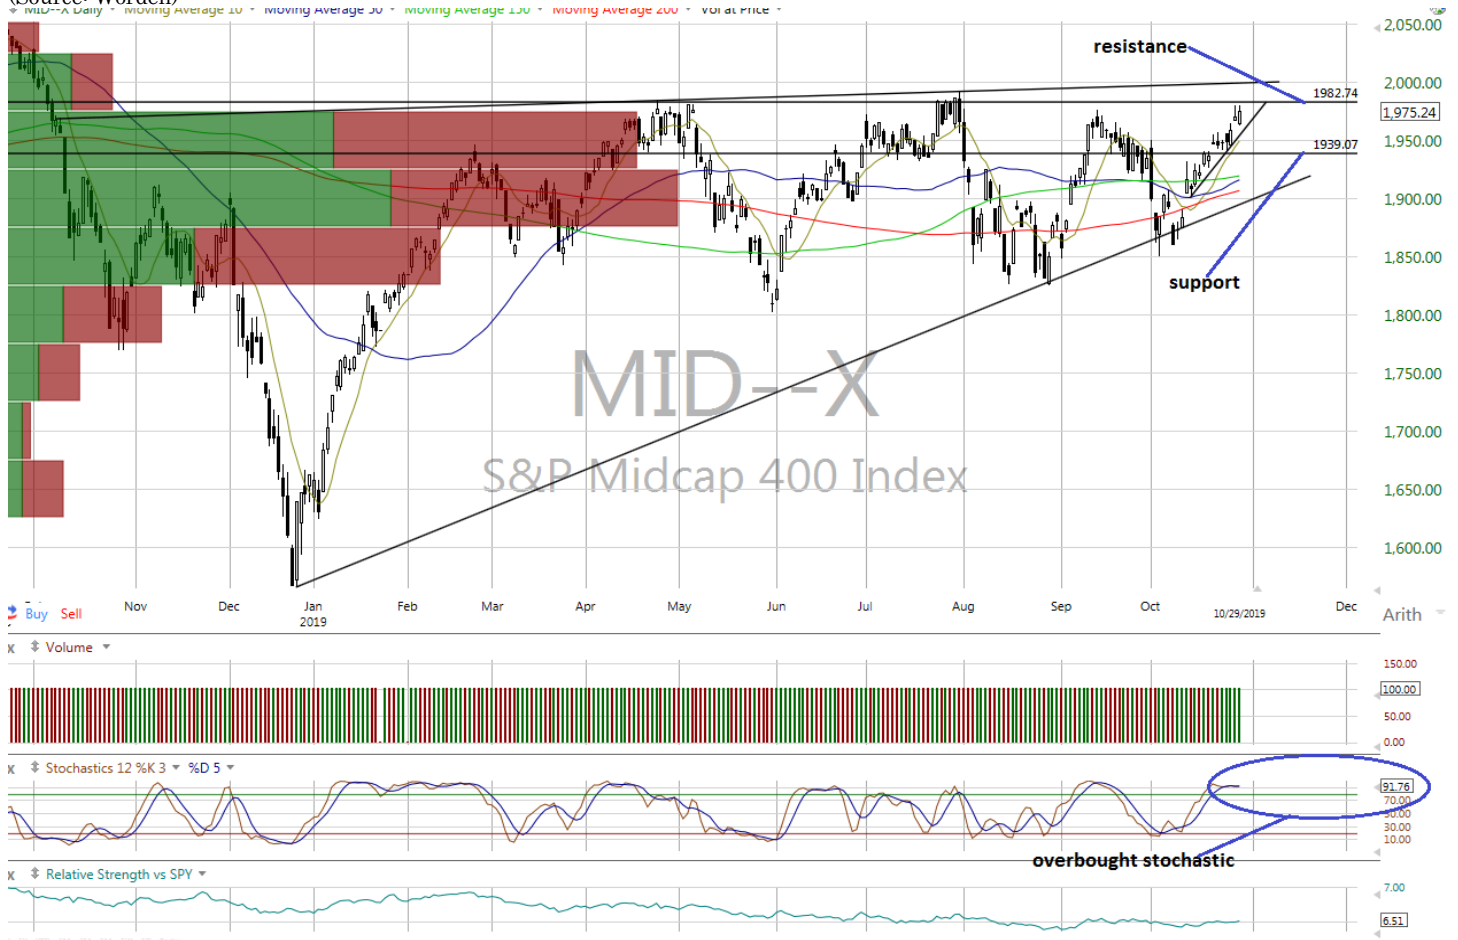 (Source: Worden)
MID--X Daily Moving Average 10 Moving Average 50 Moving Average 150 Moving Average 200 Vol at Price
2,050.00
resistance
2,000.00
1982.74
1,975.24
1,950.00
1939.07
1,900.00
1,850.00
support
1,800.00
MID--X
1,750.00
1,700.00
S&P Midcap 400 Index
1,650.00
1,600.00
Nov Dec Jan Feb Mar Apr May Jun Jul Aug Sep Oct Dec
2019 10/29/2019
Buy Sell Arith
x Volume
150.00
100.00
50.00
0.00
x Stochastics 12 %K 3 %D 5
91.76
70.00
30.00
10.00
overbought stochastic
x Relative Strength vs SPY
7.00
6.51